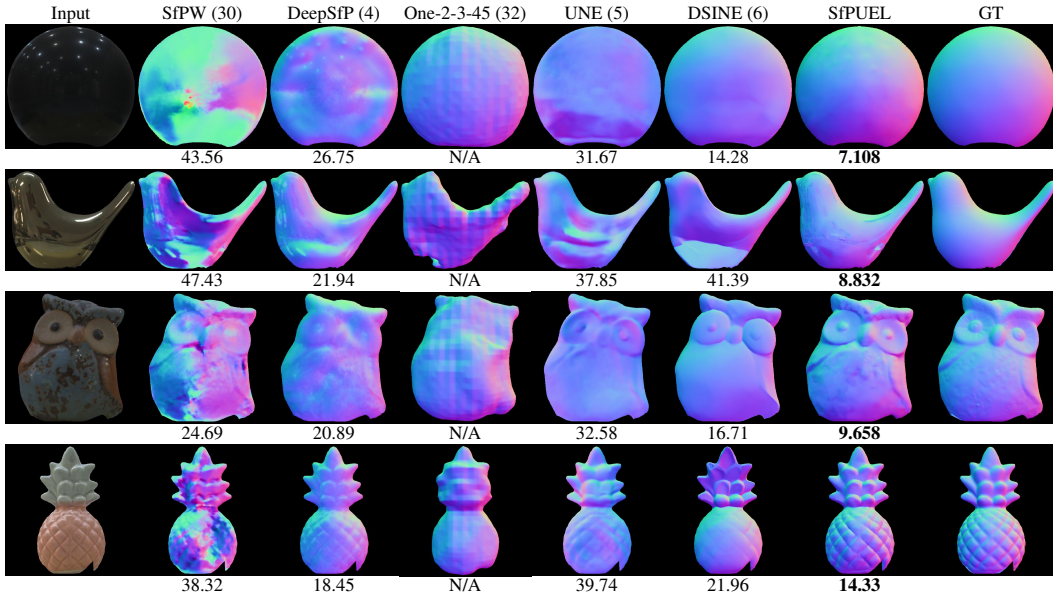 Input SfPW (30) DeepSfP (4) One-2-3-45 (32) UNE (5) DSINE (6) SfPUEL GT
43.56 26.75 N/A 31.67 14.28 7.108
47.43 21.94 N/A 37.85 41.39 8.832
24.69 20.89 N/A 32.58 16.71 9.658
38.32 18.45 N/A 39.74 21.96 14.33